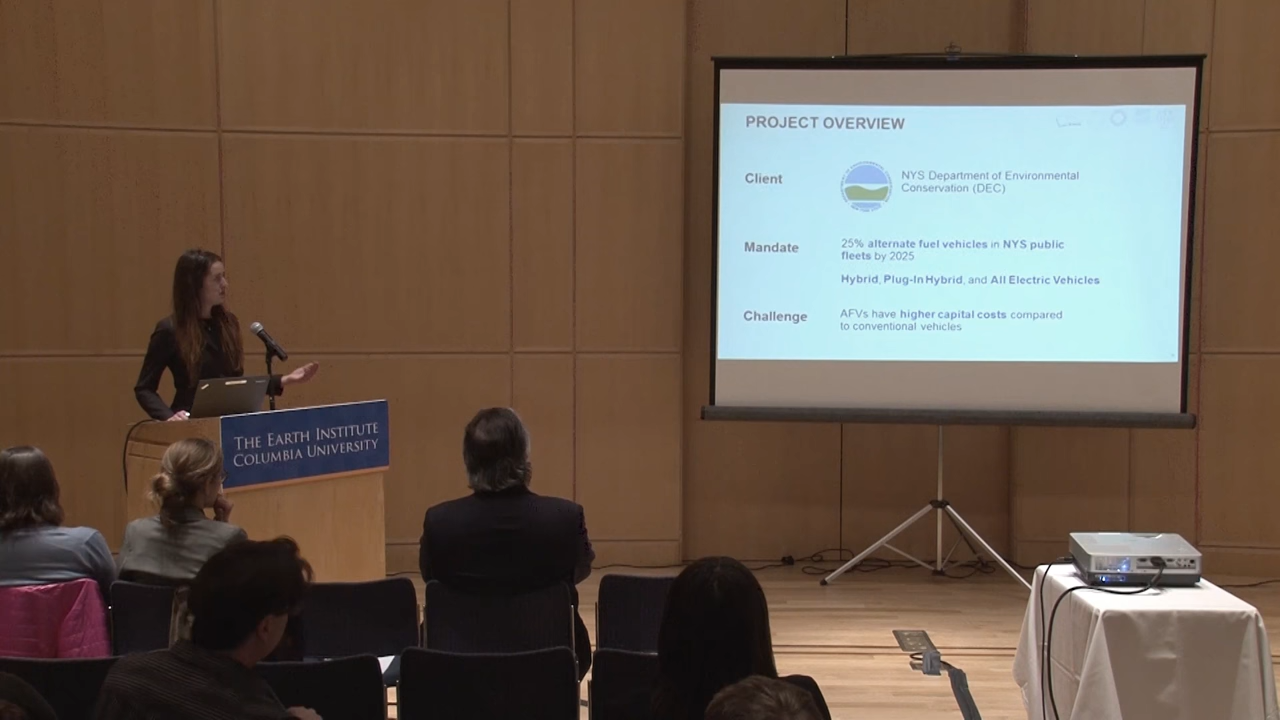 PROJECT OVERVIEW
Client
NYS Department of Environmental
Conservation (DEC)
Mandate
25% alternate fuel vehicles in NYS public
fleets by 2025
Hybrid, Plug-In Hybrid, and All Electric Vehicles
Challenge
AFVs have higher capital costs compared
to conventional vehicles
THE EARTH INSTITUTE
COLUMBIA UNIVERSITY